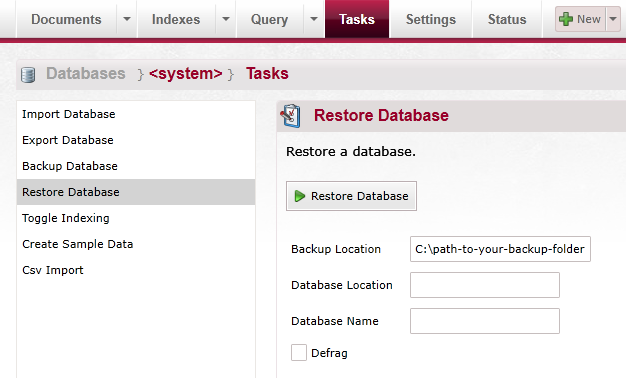 Documents Indexes Query Tasks Settings Status New
Databases } <system> } Tasks
Import Database
Export Database
Backup Database
Restore Database
Toggle Indexing
Create Sample Data
Csv Import
Restore Database
Restore a database.
Restore Database
Backup Location C:\path-to-your-backup-folder
Database Location
Database Name
Defrag